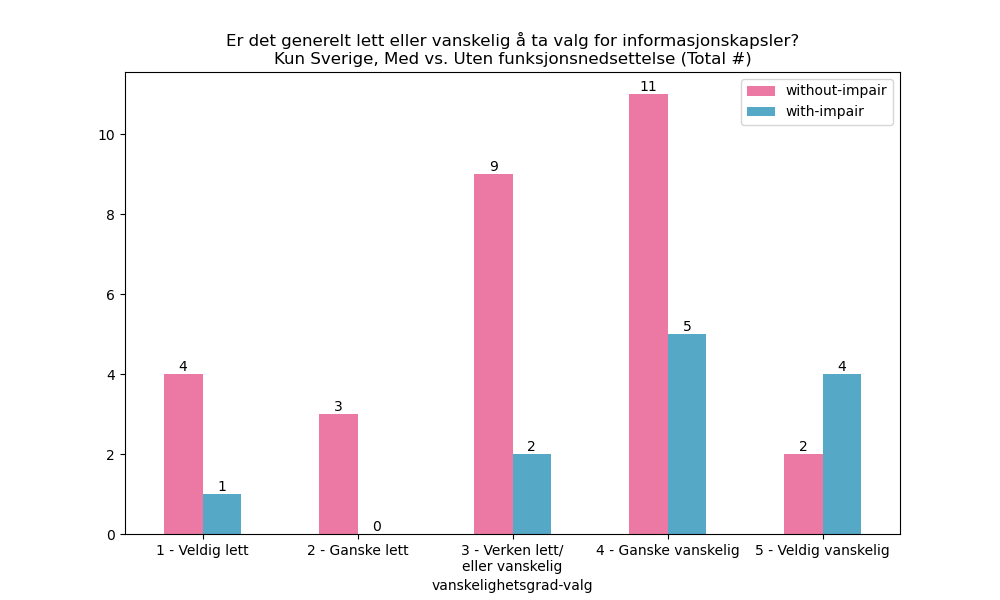 Er det generelt lett eller vanskelig å ta valg for informasjonskapsler?
Kun Sverige, Med vs. Uten funksjonsnedsettelse (Total #)
without-impair
with-impair
10
8
6
4
2
0
4
1
3
0
9
2
11
5
2
4
1 - Veldig lett
2 - Ganske lett
3 - Verken lett/
eller vanskelig
4 - Ganske vanskelig
5 - Veldig vanskelig
vanskelighetsgrad-valg